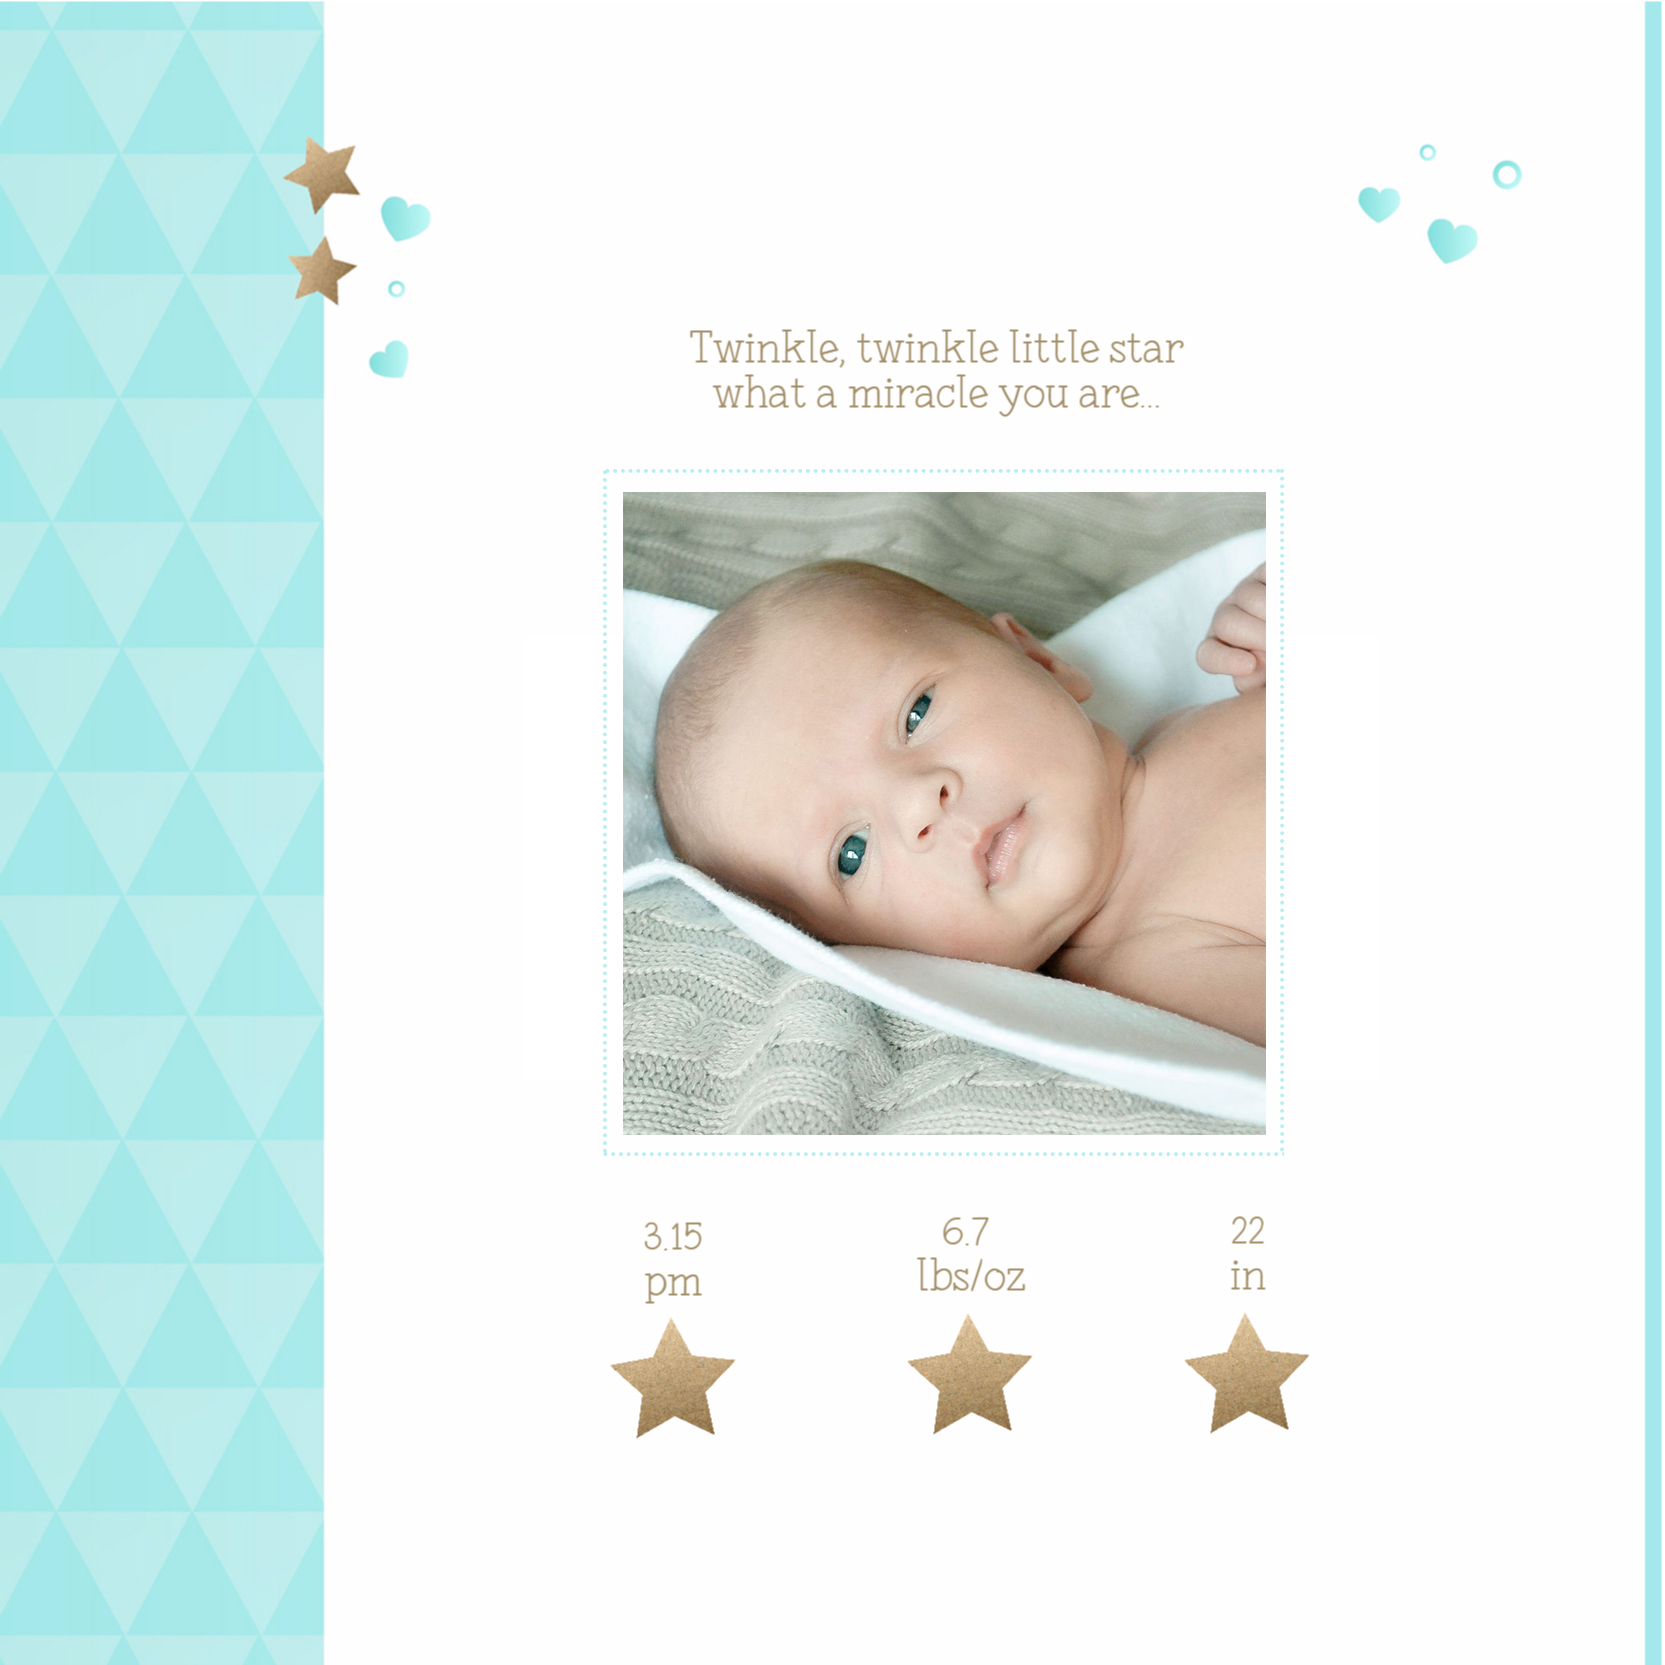 Twinkle, twinkle little star
what a miracle you are...
3.15
pm
6.7
lbs/oz
22
in